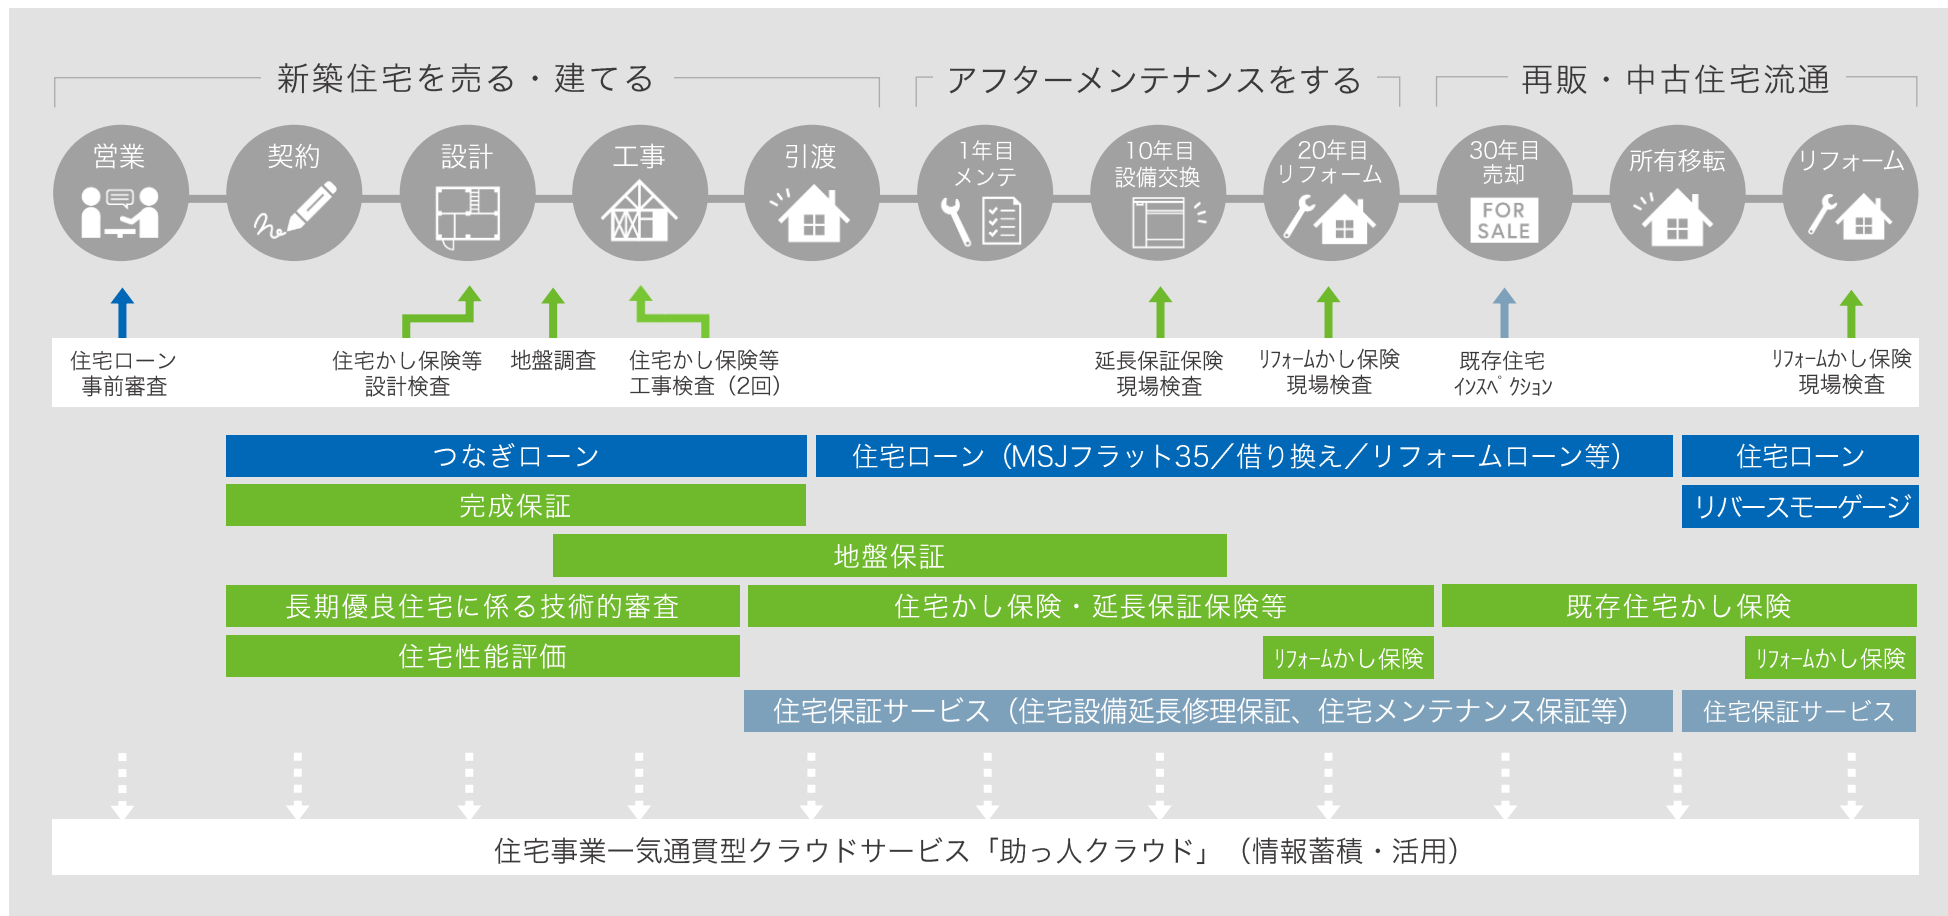 新築住宅を売る・建てる
アフターメンテナンスをする
再販・中古住宅流通
営業
契約
設計
工事
引渡
1年目
メンテ
10年目
設備交換
20年目
リフォーム
30年目
売却
FOR
SALE
所有移転
リフォーム
住宅ローン
事前審査
住宅かし保険等
設計検査
地盤調査
住宅かし保険等
工事検査（2回）
延長保証保険
現場検査
ﾘﾌｫｰﾑかし保険
現場検査
既存住宅
ｲﾝｽﾍﾟｸｼｮﾝ
ﾘﾌｫｰﾑかし保険
現場検査
つなぎローン
住宅ローン（MSJフラット35／借り換え／リフォームローン等）
住宅ローン
完成保証
リバースモーゲージ
地盤保証
長期優良住宅に係る技術的審査
住宅かし保険・延長保証保険等
既存住宅かし保険
住宅性能評価
ﾘﾌｫｰﾑかし保険
ﾘﾌｫｰﾑかし保険
住宅保証サービス（住宅設備延長修理保証、住宅メンテナンス保証等）
住宅保証サービス
住宅事業一気通貫型クラウドサービス「助っ人クラウド」（情報蓄積・活用）